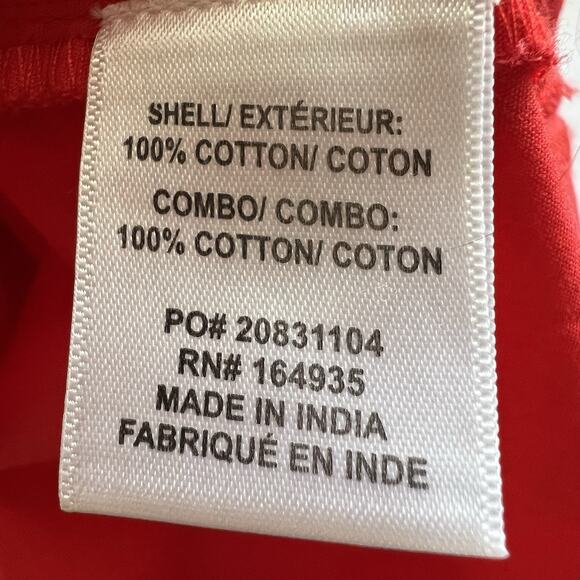 SHELL/ EXTÉRIEUR:
100% COTTON/ COTON
COMBO/ COMBO:
100% COTTON/ COTON
PO# 20831104
RN# 164935
MADE IN INDIA
FABRIQUÉ EN INDE